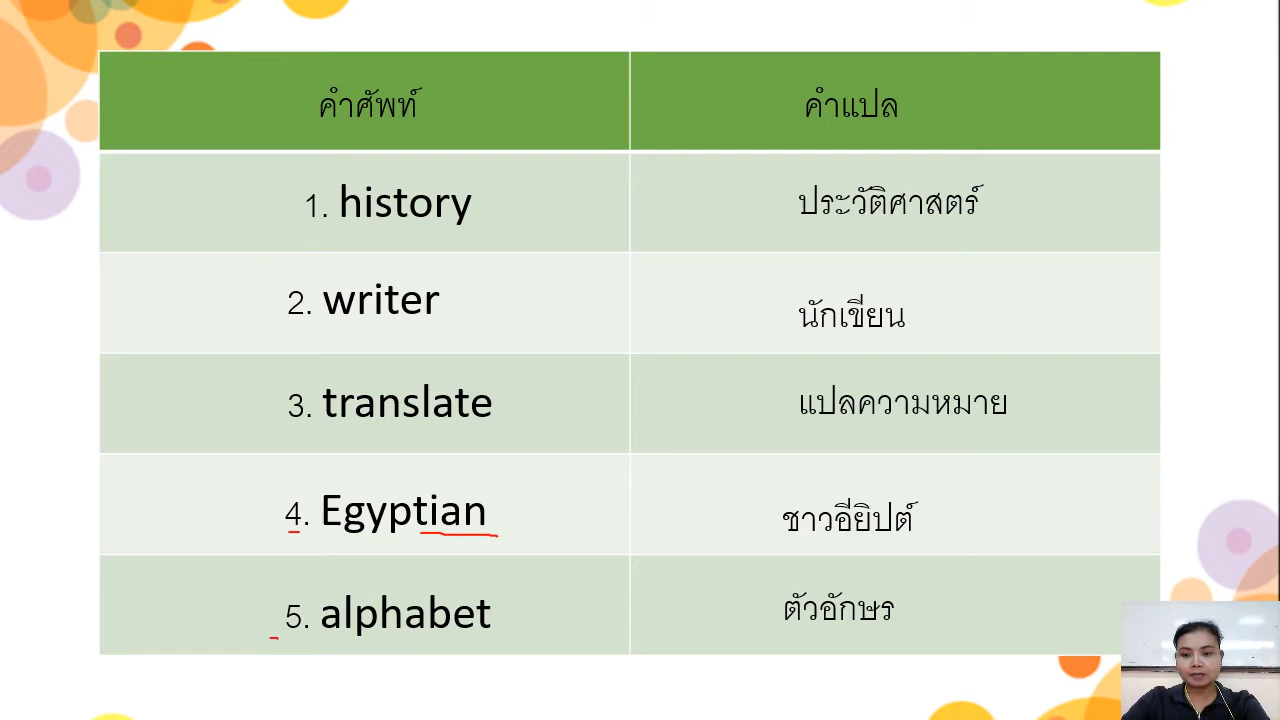 คำศัพท์ คำแปล
1. history ประวัติศาสตร์
2. writer นักเขียน
3. translate แปลความหมาย
4. Egyptian ชาวอียิปต์
5. alphabet ตัวอักษร